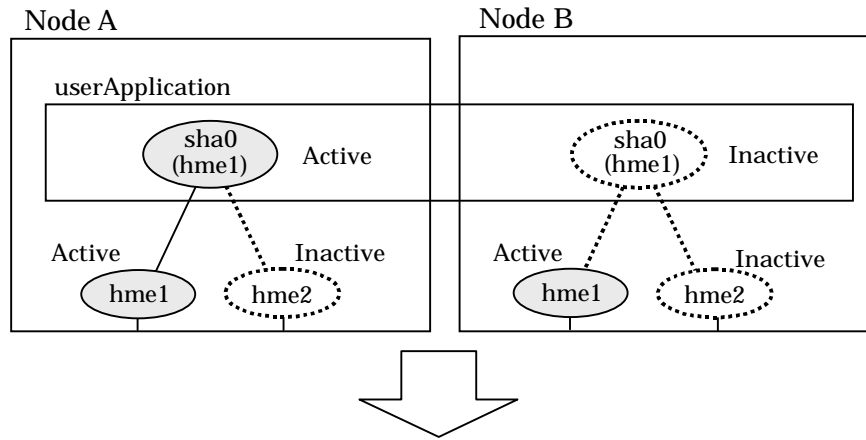 Node A
Node B
userApplication
sha0
(hme1)
Active
sha0
(hme1)
Inactive
Active
Inactive
hme1
hme2
Active
Inactive
hme1
hme2